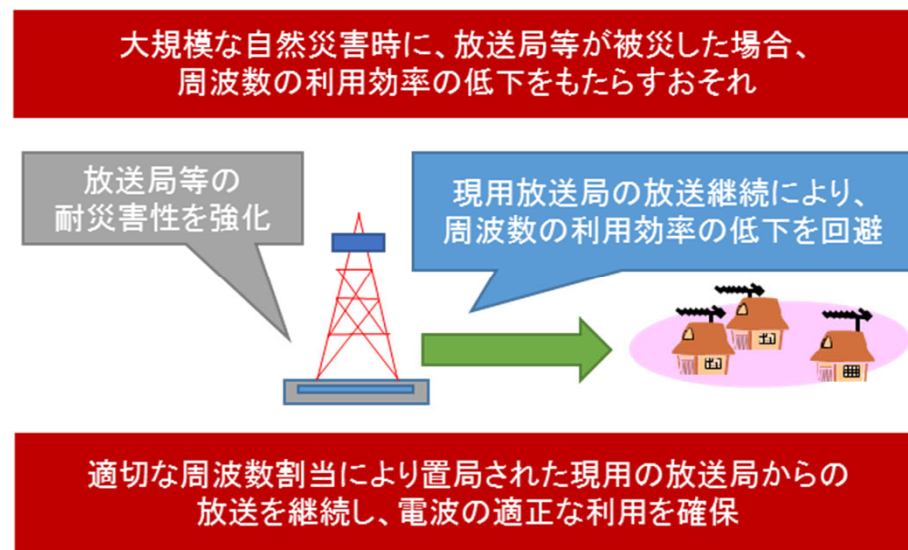 大規模な自然災害時に、放送局等が被災した場合、
周波数の利用効率の低下をもたらすおそれ
放送局等の
耐災害性を強化
現用放送局の放送継続により、
周波数の利用効率の低下を回避
適切な周波数割当により置局された現用の放送局からの
放送を継続し、電波の適正な利用を確保